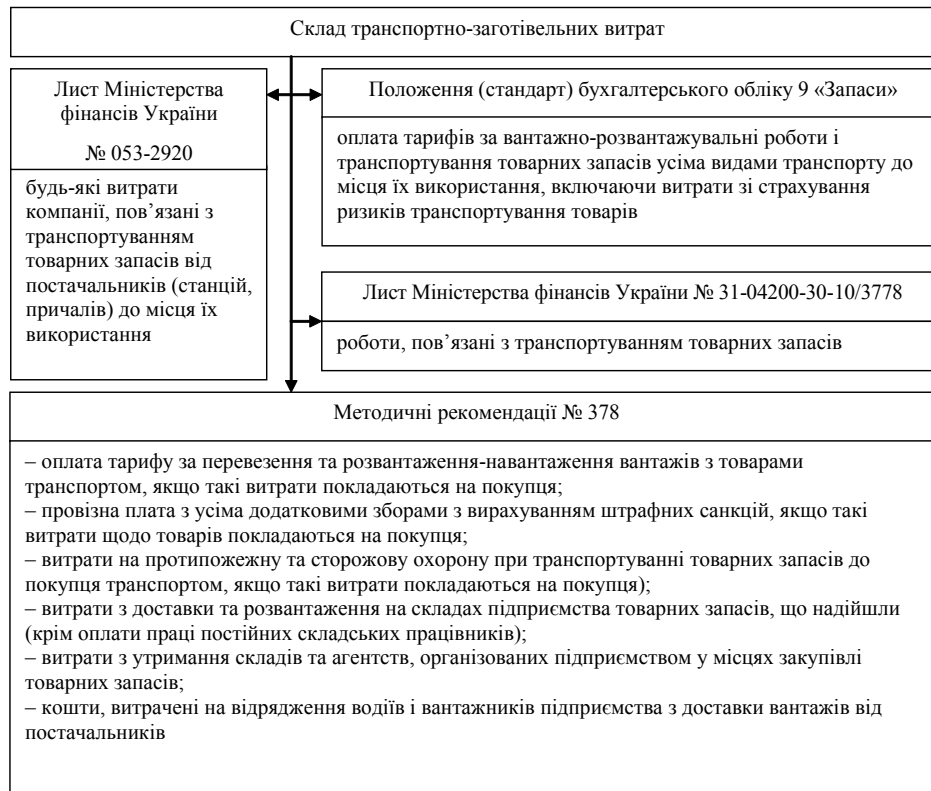 Склад транспортно-заготівельних витрат
Лист Міністерства
фінансів України
№ 053-2920
будь-які витрати
компанії, пов’язані з
транспортуванням
товарних запасів від
постачальників (станцій,
причалів) до місця їх
використання
Положення (стандарт) бухгалтерського обліку 9 «Запаси»
оплата тарифів за вантажно-розвантажувальні роботи і
транспортування товарних запасів усіма видами транспорту до
місця їх використання, включаючи витрати зі страхування
ризиків транспортування товарів
Лист Міністерства фінансів України № 31-04200-30-10/3778
роботи, пов’язані з транспортуванням товарних запасів
Методичні рекомендації № 378
– оплата тарифу за перевезення та розвантаження-навантаження вантажів з товарами
транспортом, якщо такі витрати покладаються на покупця;
– провізна плата з усіма додатковими зборами з вирахуванням штрафних санкцій, якщо такі
витрати щодо товарів покладаються на покупця;
– витрати на протипожежну та сторожову охорону при транспортуванні товарних запасів до
покупця транспортом, якщо такі витрати покладаються на покупця);
– витрати з доставки та розвантаження на складах підприємства товарних запасів, що надійшли
(крім оплати праці постійних складських працівників);
– витрати з утримання складів та агентств, організованих підприємством у місцях закупівлі
товарних запасів;
– кошти, витрачені на відрядження водіїв і вантажників підприємства з доставки вантажів від
постачальників